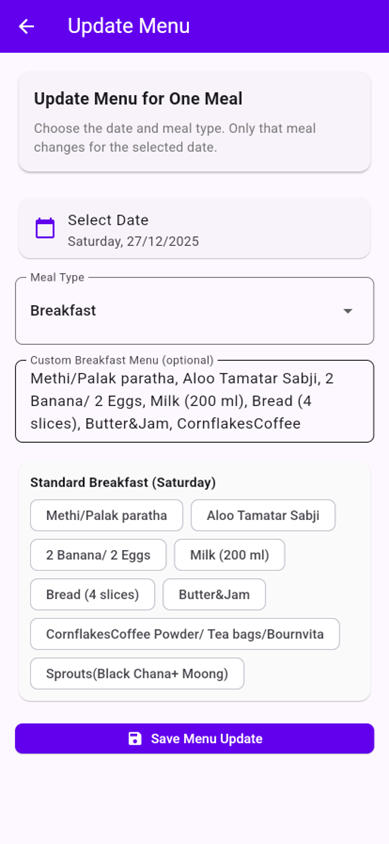 Update Menu
Update Menu for One Meal
Choose the date and meal type. Only that meal
changes for the selected date.
Select Date
Saturday, 27/12/2025
Meal Type
Breakfast
Custom Breakfast Menu (optional)
Methi/Palak paratha, Aloo Tamatar Sabji, 2
Banana/ 2 Eggs, Milk (200 ml), Bread (4
slices), Butter&Jam, CornflakesCoffee
Standard Breakfast (Saturday)
Methi/Palak paratha
Aloo Tamatar Sabji
2 Banana/ 2 Eggs
Milk (200 ml)
Bread (4 slices)
Butter&Jam
CornflakesCoffee Powder/ Tea bags/Bournvita
Sprouts(Black Chana+ Moong)
Save Menu Update